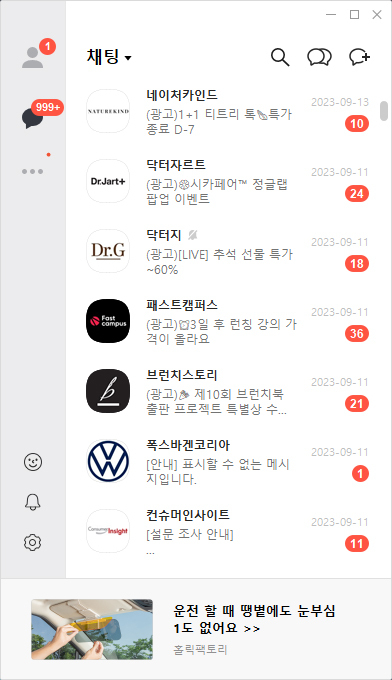 1
채팅
999+
NATUREKIND
네이처카인드
2023-09-13
(광고)1+1 티트리 톡🏷특가
종료 D-7
10
Dr.Jart+
닥터자르트
2023-09-11
(광고)시카페어™ 정글랩
팝업 이벤트
24
Dr.G
닥터지
2023-09-11
(광고)[LIVE] 추석 선물 특가
~60%
18
Fast
campus
패스트캠퍼스
2023-09-11
(광고)⏰3일 후 런칭 강의 가
격이 올라요
36
b
브런치스토리
2023-09-11
(광고)🎉 제10회 브런치북
출판 프로젝트 특별상 수...
21
폭스바겐코리아
2023-09-11
[안내] 표시할 수 없는 메시
지입니다.
1
Consumer Insight
컨슈머인사이트
2023-09-11
[설문 조사 안내]
...
11
운전 할 때 땡볕에도 눈부심
1도 없어요 >>
홀릭팩토리